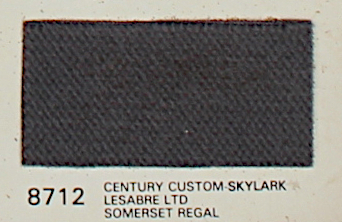 8712 CENTURY CUSTOM-SKYLARK
LESABRE LTD
SOMERSET REGAL